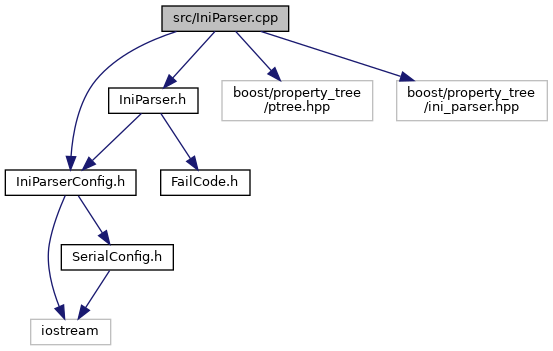 src/IniParser.cpp
IniParser.h
boost/property_tree
/ptree.hpp
boost/property_tree
/ini_parser.hpp
IniParserConfig.h
FailCode.h
SerialConfig.h
iostream